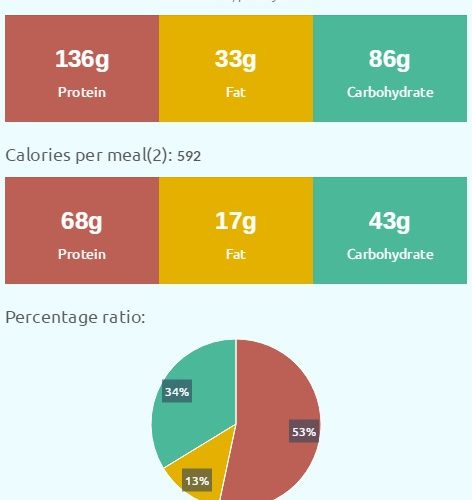 136g 33g 86g
Protein Fat Carbohydrate
Calories per meal(2): 592
68g 17g 43g
Protein Fat Carbohydrate
Percentage ratio:
34%
53%
13%